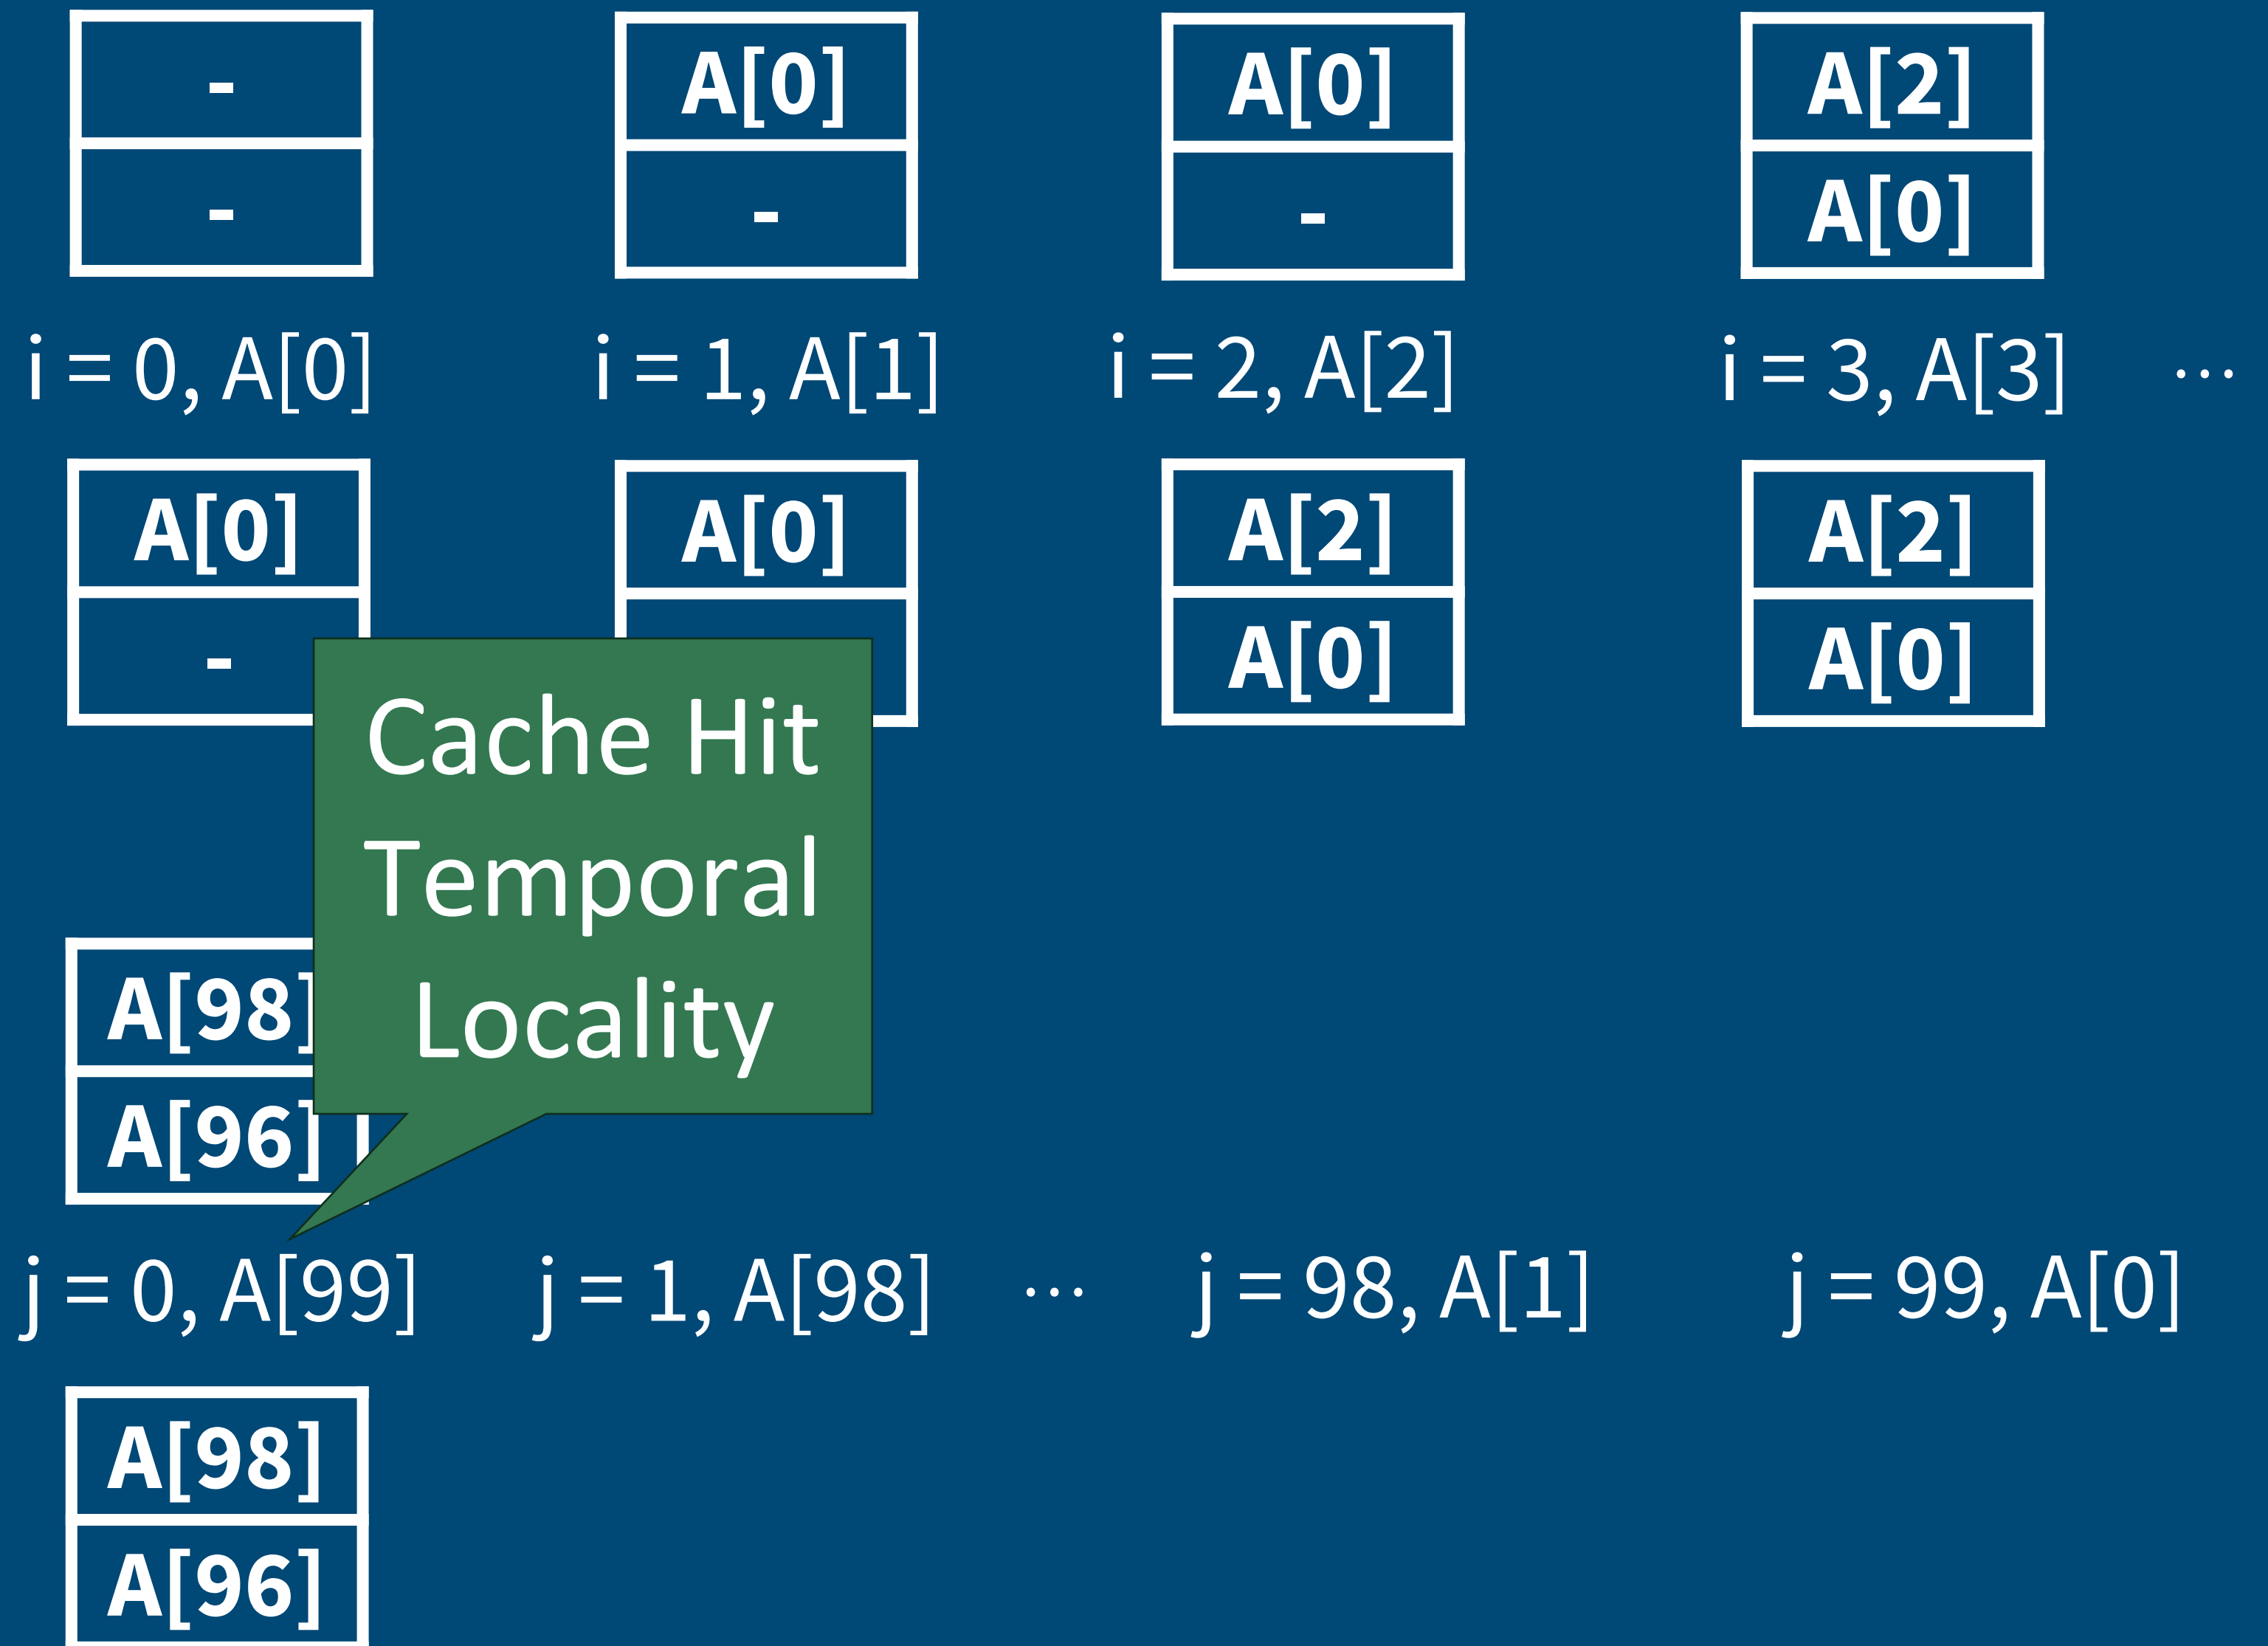 - A[0] A[0] A[2]
- - - A[0]
i = 0, A[0] i = 1, A[1] i = 2, A[2] i = 3, A[3] ...
A[0] A[0] A[2] A[2]
- A[0] A[0]
Cache Hit
Temporal
Locality
A[98]
A[96]
j = 0, A[99] j = 1, A[98] ... j = 98, A[1] j = 99, A[0]
A[98]
A[96]